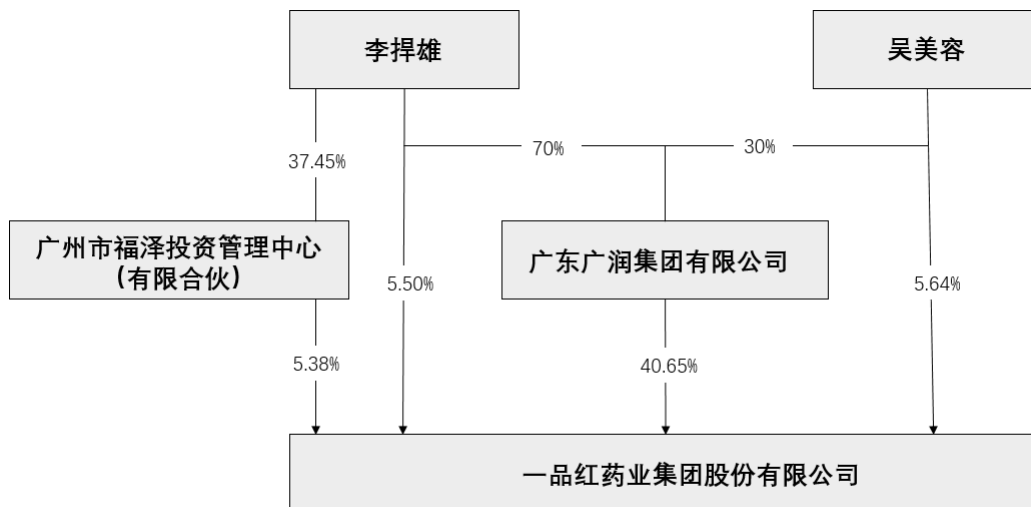 李捍雄
吴美容
70%
30%
37.45%
广州市福泽投资管理中心
（有限合伙）
广东广润集团有限公司
5.50%
5.64%
5.38%
40.65%
一品红药业集团股份有限公司